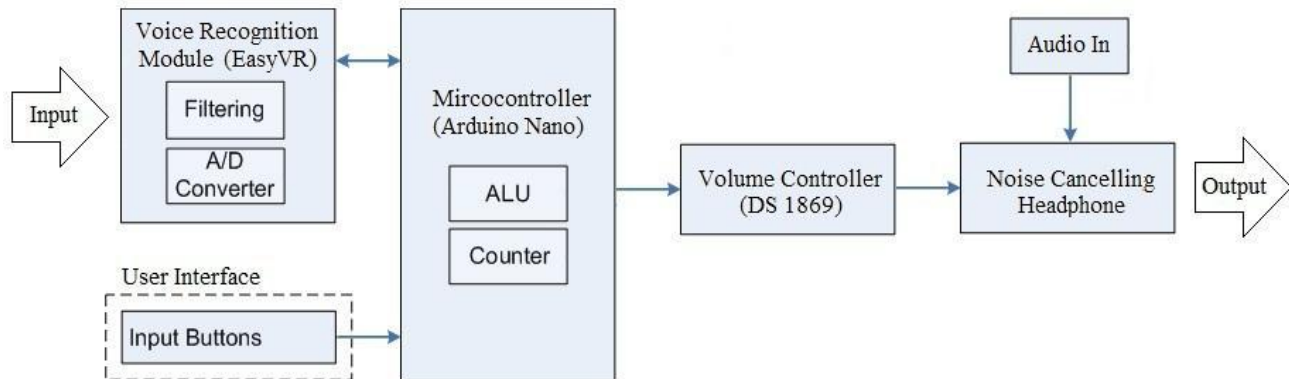 Input
Voice Recognition
Module (EasyVR)
Filtering
A/D
Converter
User Interface
Input Buttons
Mircocontroller
(Arduino Nano)
ALU
Counter
Volume Controller
(DS 1869)
Audio In
Noise Cancelling
Headphone
Output